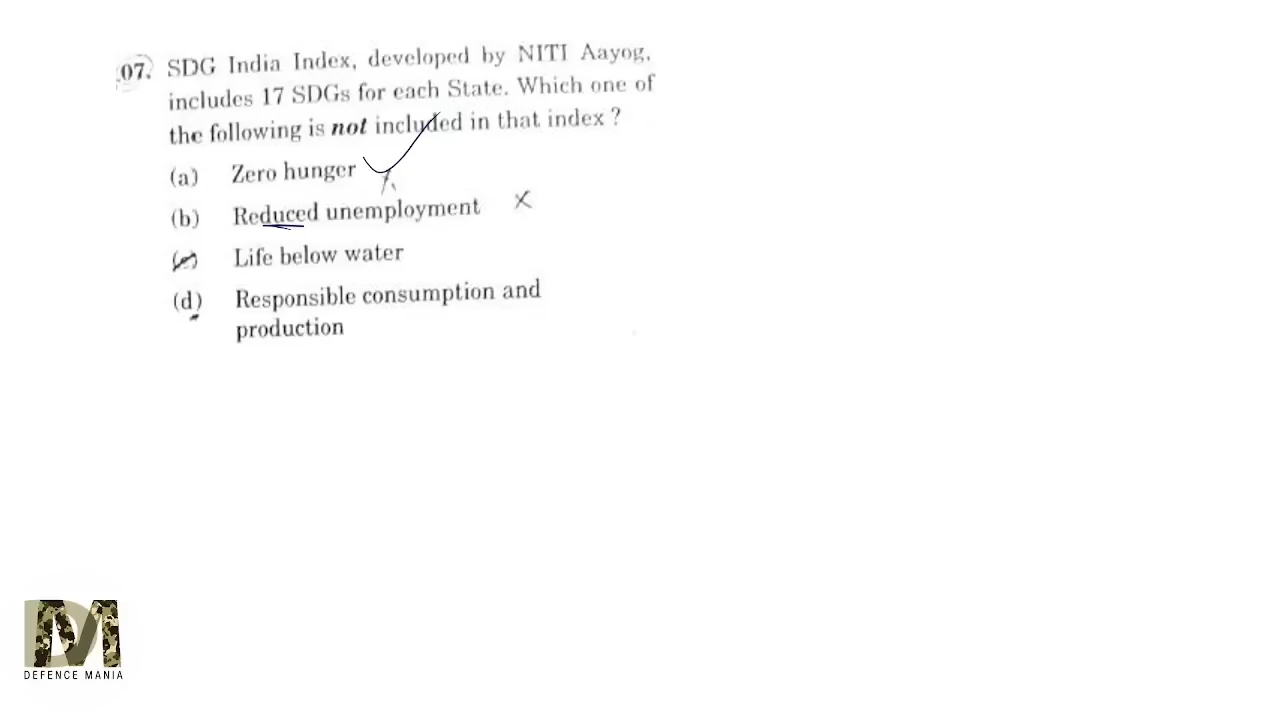 07. SDG India Index, developed by NITI Aayog,
includes 17 SDGs for each State. Which one of
the following is not included in that index ?
(a) Zero hunger
(b) Reduced unemployment
(c) Life below water
(d) Responsible consumption and
production
DM
DEFENCE MANIA